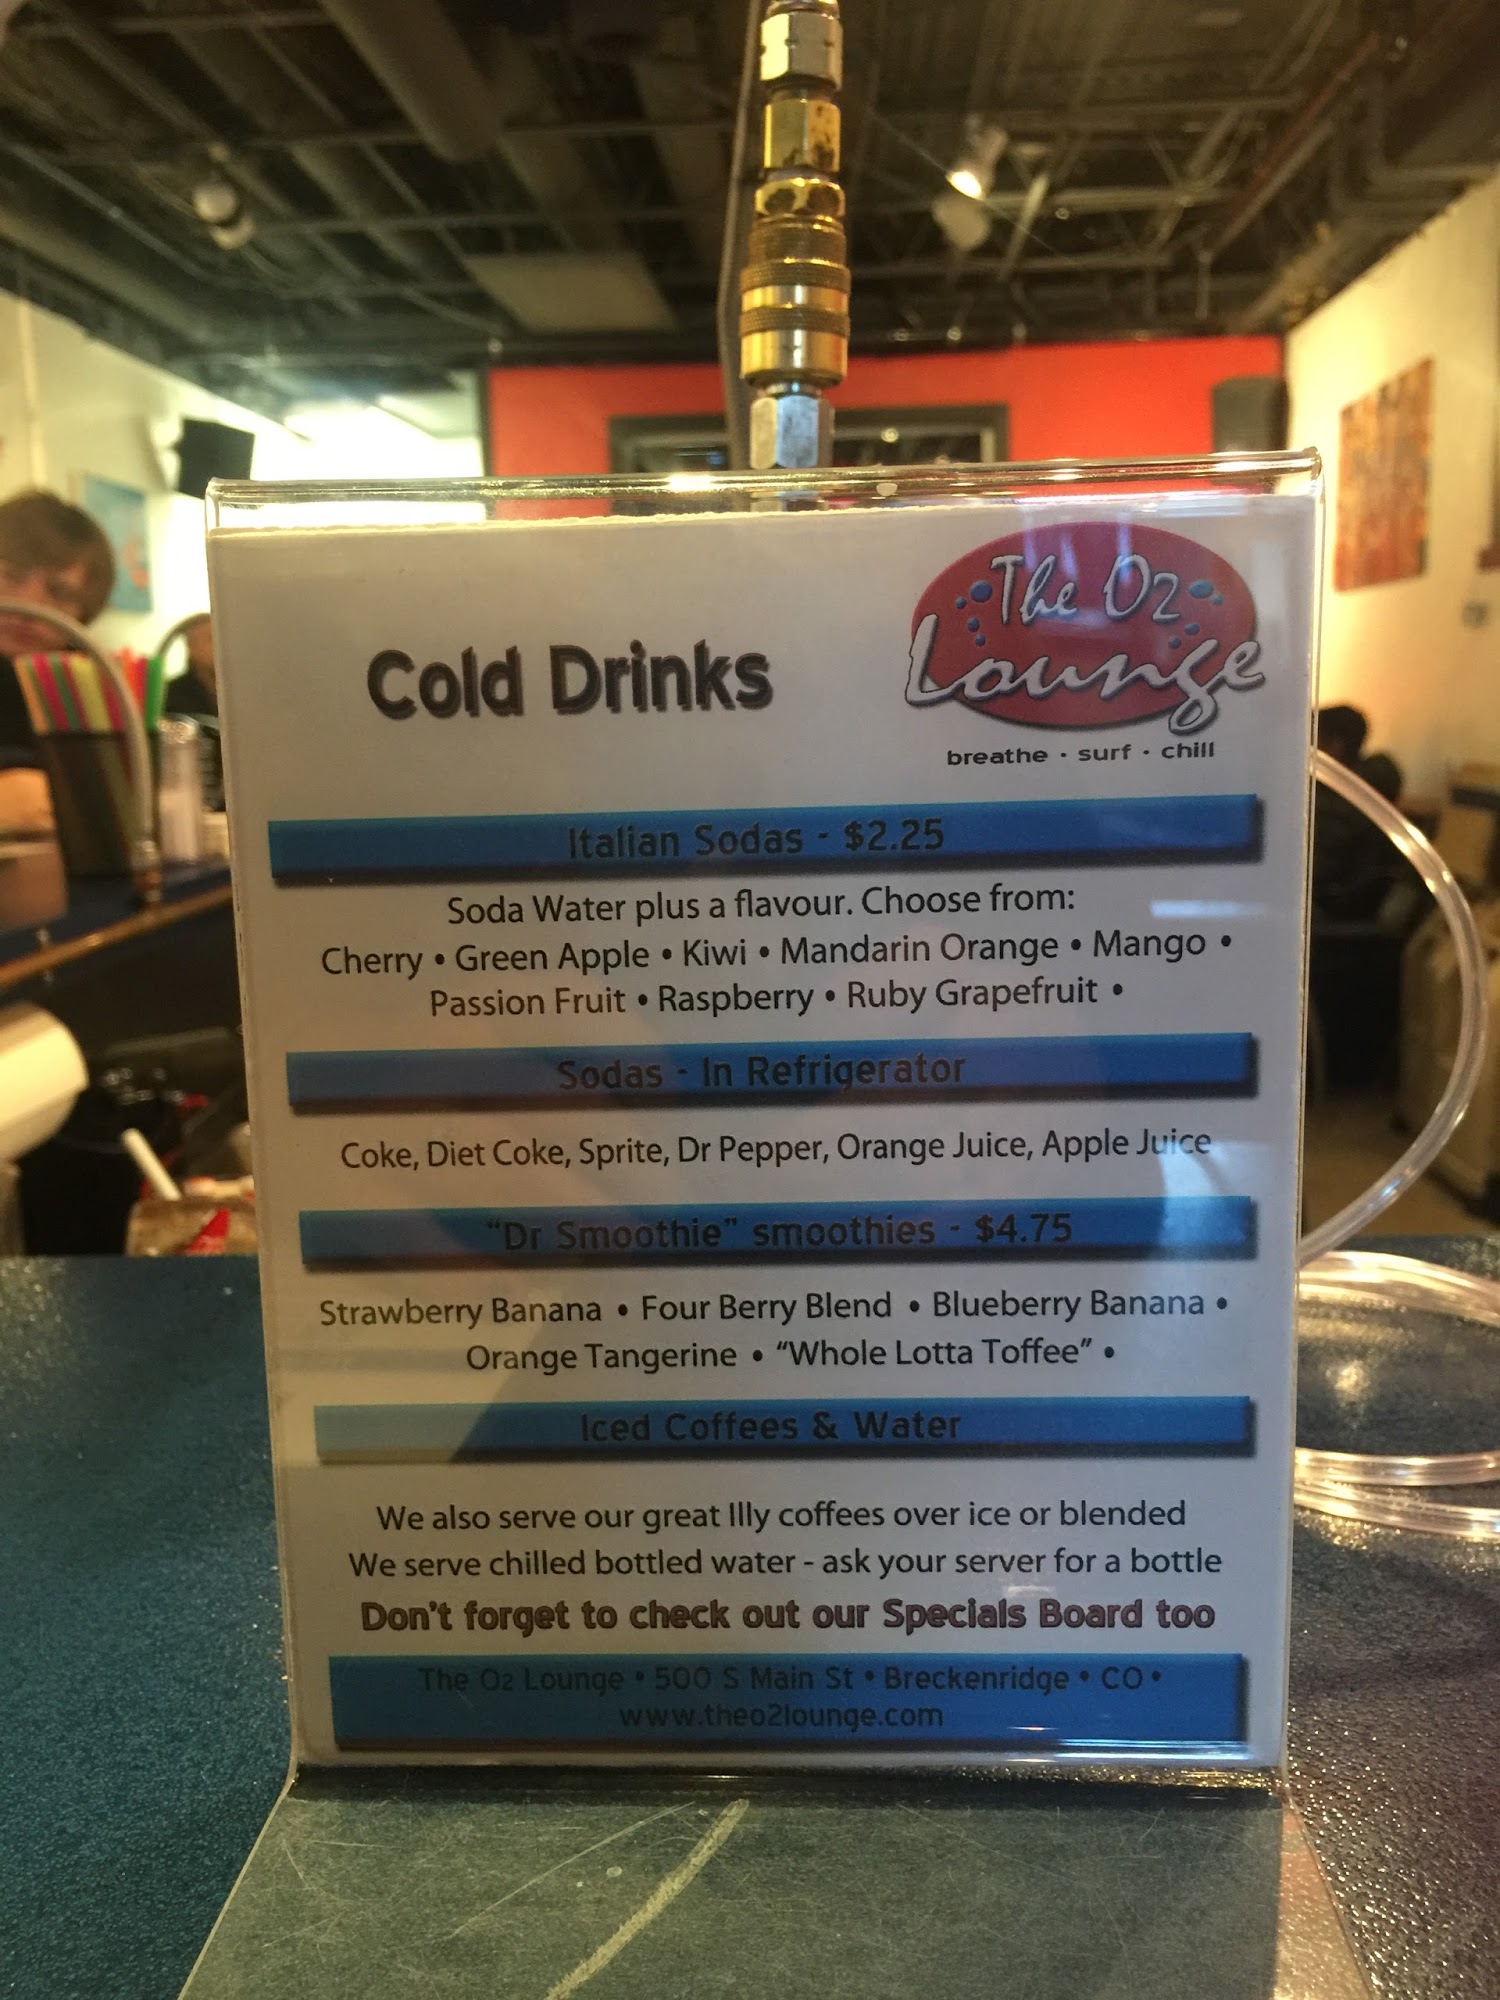 The O2
Lounge
Cold Drinks
breathe · surf · chill
Italian Sodas - $2.25
Soda Water plus a flavour. Choose from:
Cherry • Green Apple • Kiwi • Mandarin Orange • Mango •
Passion Fruit • Raspberry • Ruby Grapefruit •
Sodas - In Refrigerator
Coke, Diet Coke, Sprite, Dr Pepper, Orange Juice, Apple Juice
"Dr Smoothie" smoothies - $4.75
Strawberry Banana • Four Berry Blend • Blueberry Banana •
Orange Tangerine • "Whole Lotta Toffee" •
Iced Coffees & Water
We also serve our great Illy coffees over ice or blended
We serve chilled bottled water - ask your server for a bottle
Don't forget to check out our Specials Board too
The O2 Lounge • 500 S Main St • Breckenridge • CO •
www.theo2lounge.com